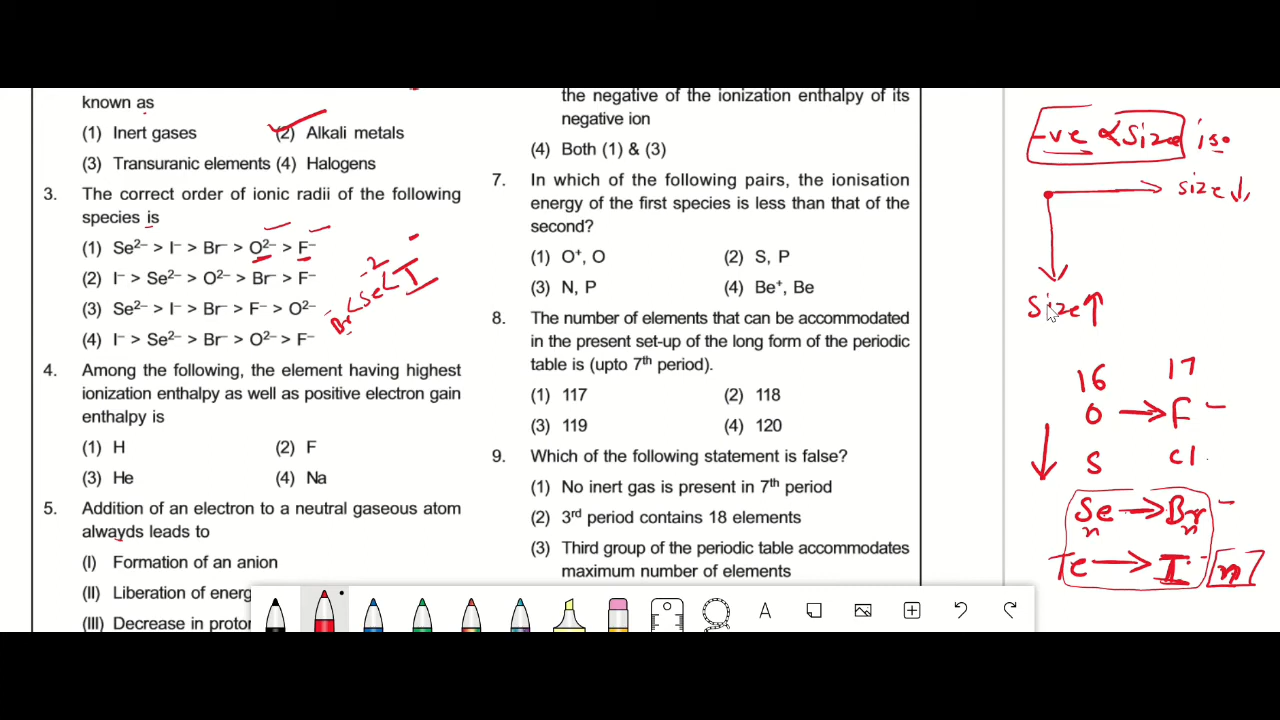 known as
(1) Inert gases (2) Alkali metals
(3) Transuranic elements (4) Halogens
3. The correct order of ionic radii of the following
species is
(1) Se²⁻ > I⁻ > Br⁻ > O²⁻ > F⁻
(2) I⁻ > Se²⁻ > O²⁻ > Br⁻ > F⁻
(3) Se²⁻ > I⁻ > Br⁻ > F⁻ > O²⁻
(4) I⁻ > Se²⁻ > Br⁻ > O²⁻ > F⁻
Br⁻ < Se⁻² < I⁻
4. Among the following, the element having highest
ionization enthalpy as well as positive electron gain
enthalpy is
(1) H (2) F
(3) He (4) Na
5. Addition of an electron to a neutral gaseous atom
alwayds leads to
(I) Formation of an anion
(II) Liberation of energ
(III) Decrease in protor
the negative of the ionization enthalpy of its
negative ion
(4) Both (1) & (3)
7. In which of the following pairs, the ionisation
energy of the first species is less than that of the
second?
(1) O⁺, O (2) S, P
(3) N, P (4) Be⁺, Be
8. The number of elements that can be accommodated
in the present set-up of the long form of the periodic
table is (upto 7ᵗʰ period).
(1) 117 (2) 118
(3) 119 (4) 120
9. Which of the following statement is false?
(1) No inert gas is present in 7ᵗʰ period
(2) 3ʳᵈ period contains 18 elements
(3) Third group of the periodic table accommodates
maximum number of elements
-ve ∝ Size iso
size ↓
Size ↑
16 17
O → F⁻
S Cl
Se → Br⁻
n n
Te → I⁻ n
A